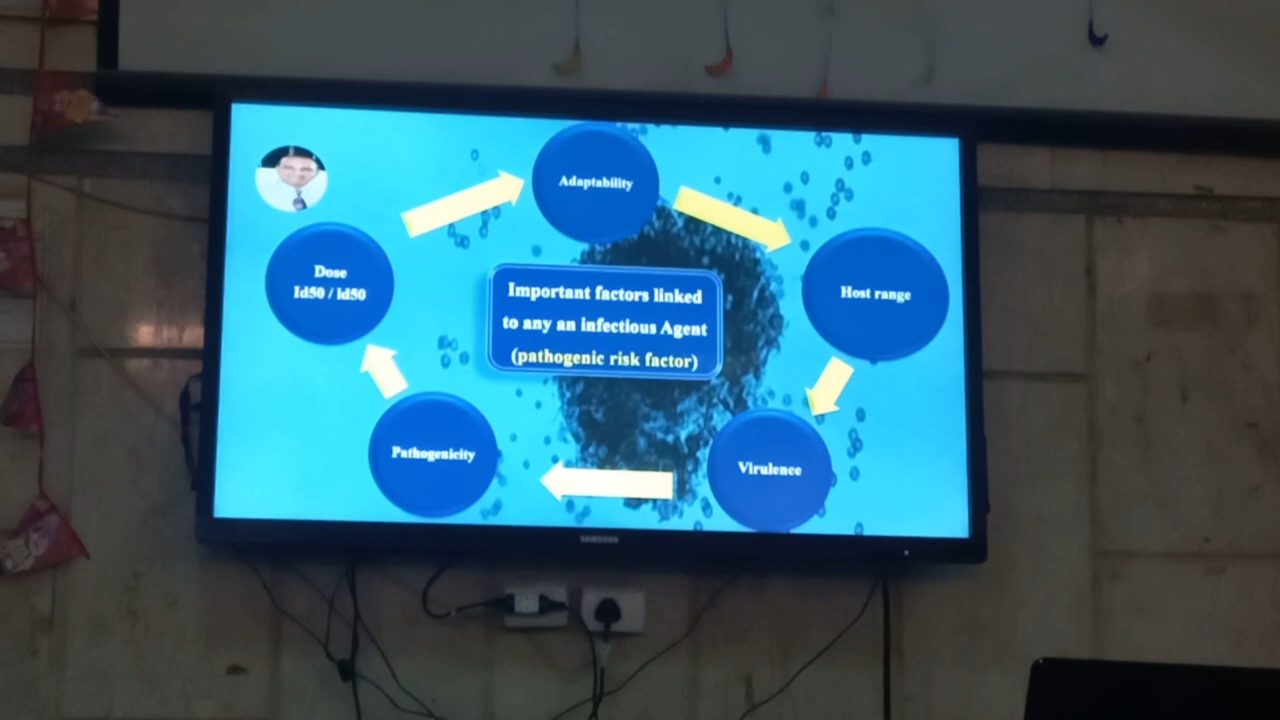 Adaptability
Dose
Id50 / ld50
Host range
Important factors linked
to any an infectious Agent
(pathogenic risk factor)
Pathogenicity
Virulence
SAMSUNG